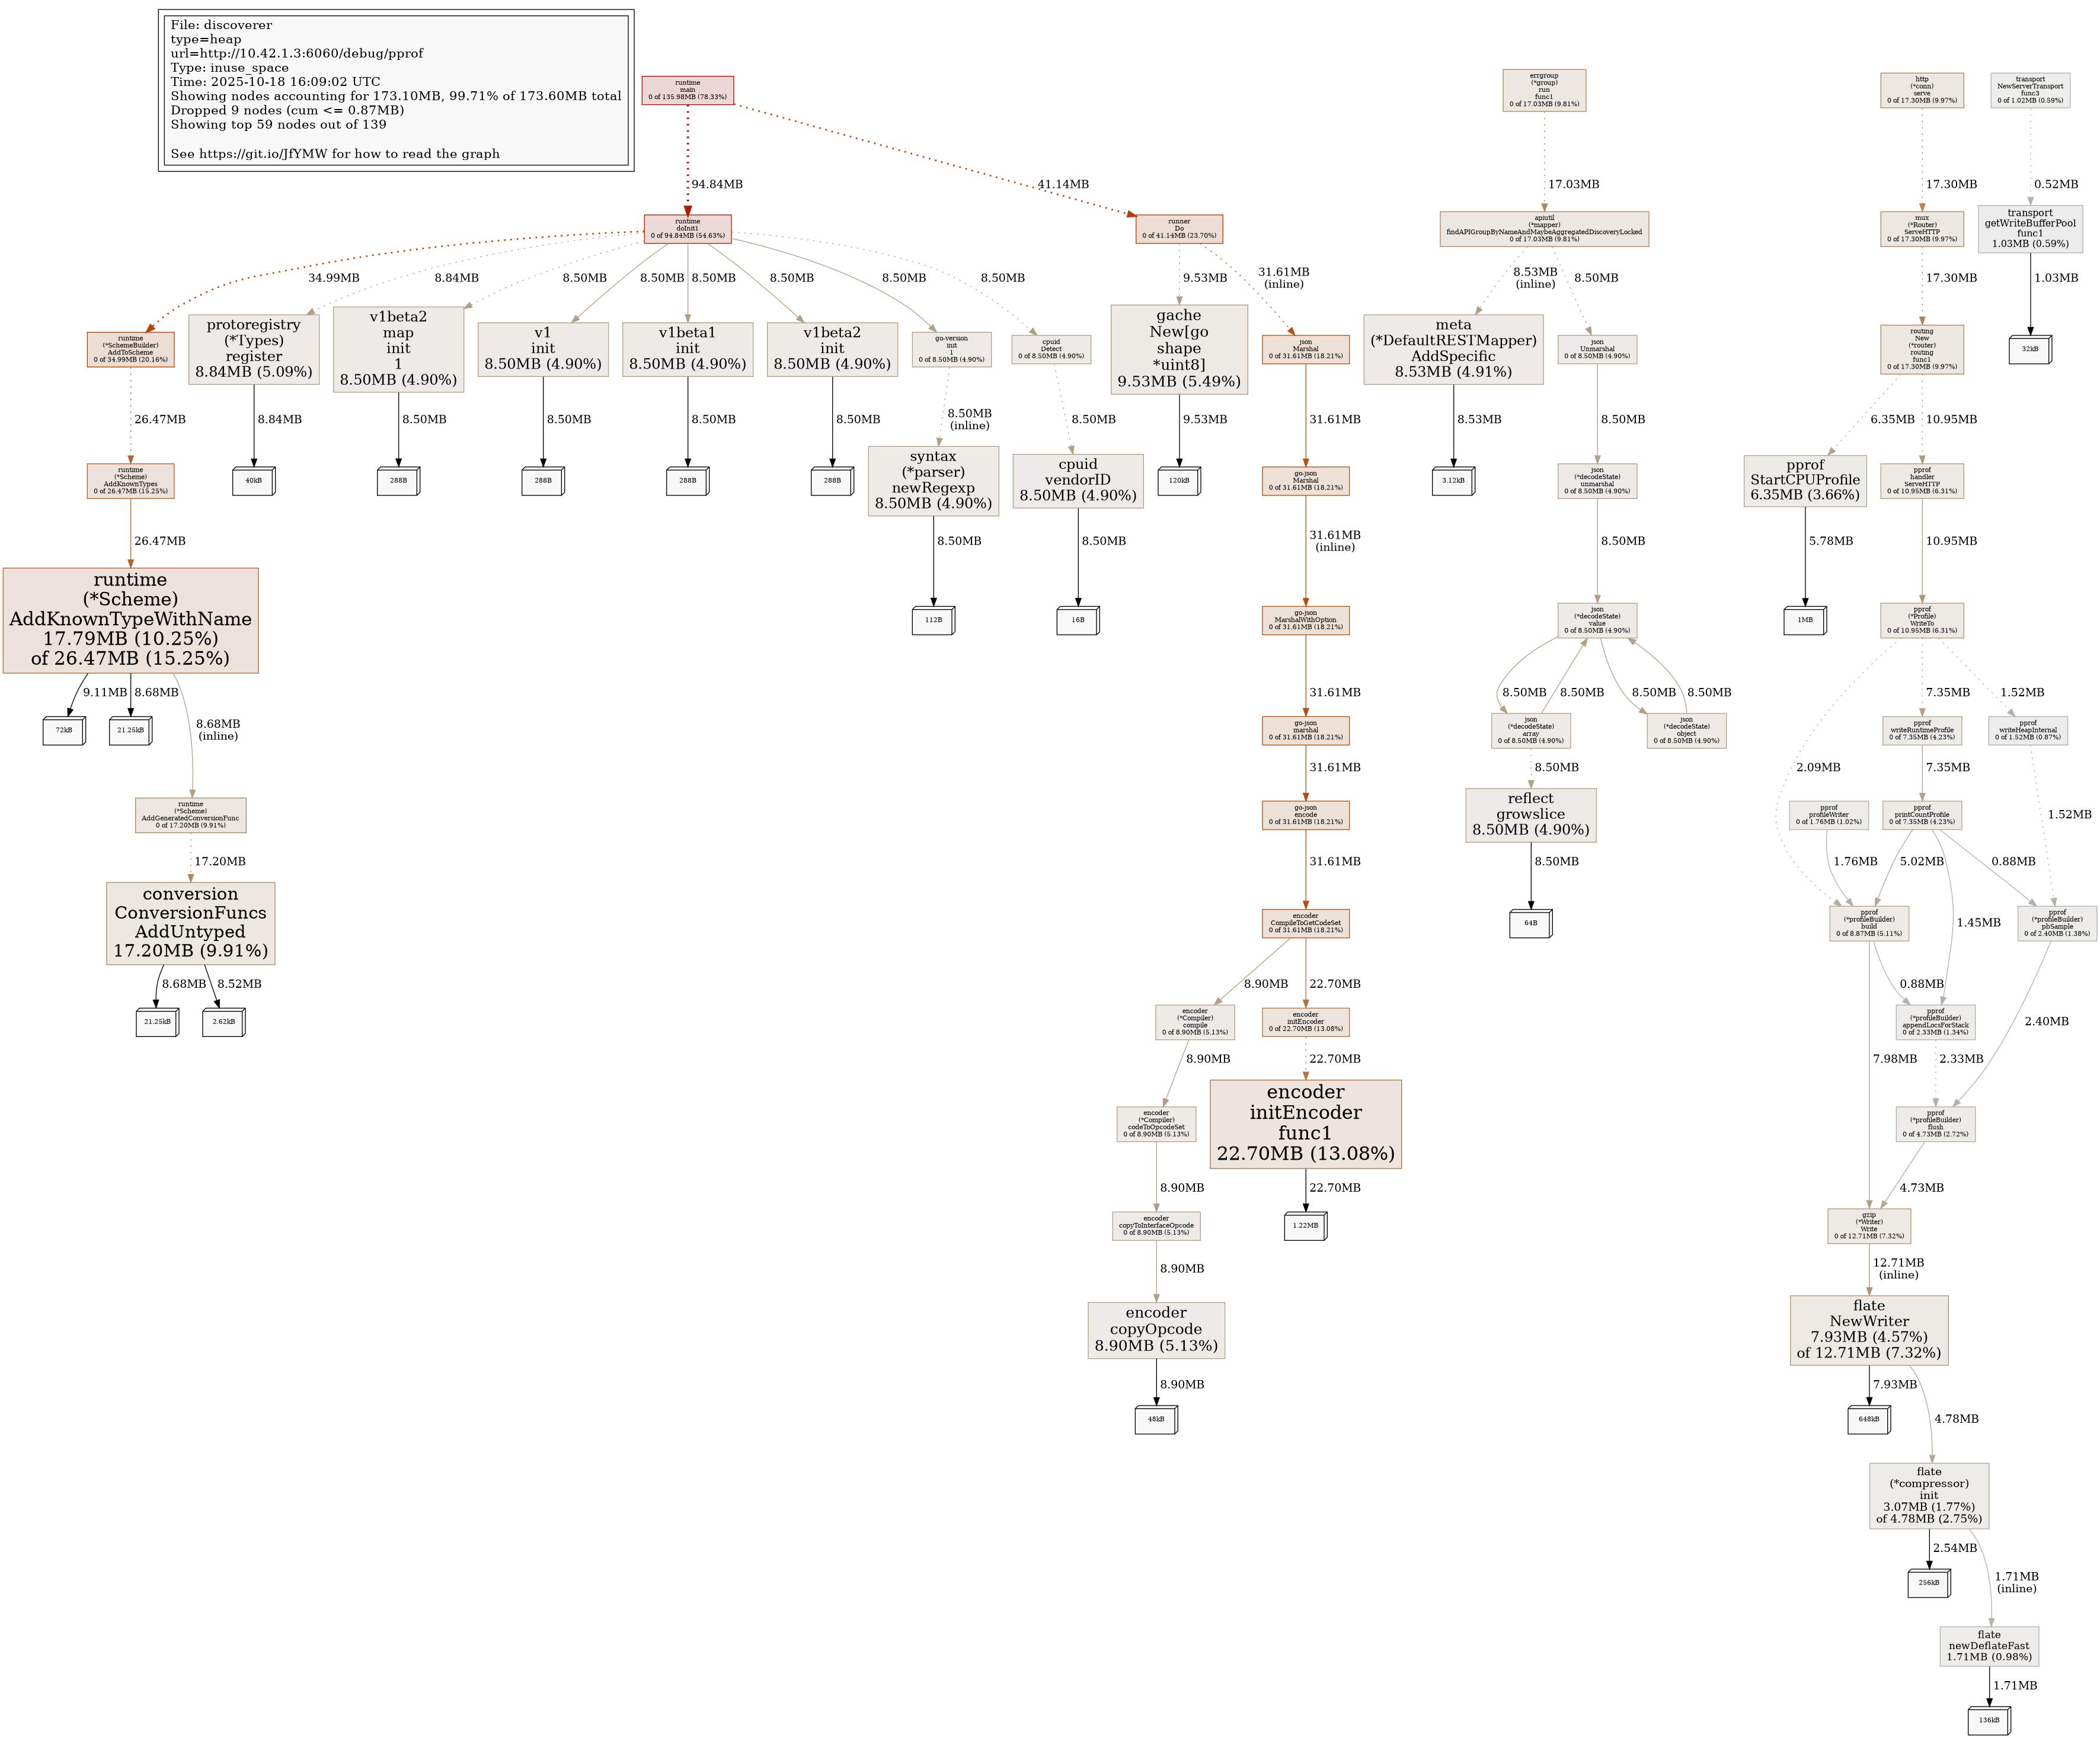 File: discoverer
type=heap
url=http://10.42.1.3:6060/debug/pprof
Type: inuse_space
Time: 2025-10-18 16:09:02 UTC
Showing nodes accounting for 173.10MB, 99.71% of 173.60MB total
Dropped 9 nodes (cum <= 0.87MB)
Showing top 59 nodes out of 139
See https://git.io/JfYMW for how to read the graph
runtime
main
0 of 135.98MB (78.33%)
errgroup
(*group)
run
func1
0 of 17.03MB (9.81%)
http
(*conn)
serve
0 of 17.30MB (9.97%)
transport
NewServerTransport
func3
0 of 1.02MB (0.59%)
94.84MB
41.14MB
17.03MB
17.30MB
0.52MB
runtime
doInit1
0 of 94.84MB (54.63%)
runner
Do
0 of 41.14MB (23.70%)
apiutil
(*mapper)
findAPIGroupByNameAndMaybeAggregatedDiscoveryLocked
0 of 17.03MB (9.81%)
mux
(*Router)
ServeHTTP
0 of 17.30MB (9.97%)
transport
getWriteBufferPool
func1
1.03MB (0.59%)
34.99MB
8.84MB
8.50MB
8.50MB
8.50MB
8.50MB
8.50MB
8.50MB
9.53MB
31.61MB
(inline)
8.53MB
(inline)
8.50MB
17.30MB
1.03MB
runtime
(*SchemeBuilder)
AddToScheme
0 of 34.99MB (20.16%)
protoregistry
(*Types)
register
8.84MB (5.09%)
v1beta2
map
init
1
8.50MB (4.90%)
v1
init
8.50MB (4.90%)
v1beta1
init
8.50MB (4.90%)
v1beta2
init
8.50MB (4.90%)
go-version
init
1
0 of 8.50MB (4.90%)
cpuid
Detect
0 of 8.50MB (4.90%)
gache
New[go
shape
*uint8]
9.53MB (5.49%)
json
Marshal
0 of 31.61MB (18.21%)
meta
(*DefaultRESTMapper)
AddSpecific
8.53MB (4.91%)
json
Unmarshal
0 of 8.50MB (4.90%)
routing
New
(*router)
routing
func1
0 of 17.30MB (9.97%)
32kB
26.47MB
8.84MB
8.50MB
8.50MB
8.50MB
8.50MB
8.50MB
(inline)
8.50MB
9.53MB
31.61MB
8.53MB
8.50MB
6.35MB
10.95MB
runtime
(*Scheme)
AddKnownTypes
0 of 26.47MB (15.25%)
40kB
288B
288B
288B
288B
syntax
(*parser)
newRegexp
8.50MB (4.90%)
cpuid
vendorID
8.50MB (4.90%)
120kB
go-json
Marshal
0 of 31.61MB (18.21%)
3.12kB
json
(*decodeState)
unmarshal
0 of 8.50MB (4.90%)
pprof
StartCPUProfile
6.35MB (3.66%)
pprof
handler
ServeHTTP
0 of 10.95MB (6.31%)
26.47MB
8.50MB
8.50MB
31.61MB
(inline)
8.50MB
5.78MB
10.95MB
runtime
(*Scheme)
AddKnownTypeWithName
17.79MB (10.25%)
of 26.47MB (15.25%)
112B
16B
go-json
MarshalWithOption
0 of 31.61MB (18.21%)
json
(*decodeState)
value
0 of 8.50MB (4.90%)
1MB
pprof
(*Profile)
WriteTo
0 of 10.95MB (6.31%)
9.11MB
8.68MB
8.68MB
(inline)
31.61MB
8.50MB
8.50MB
8.50MB
8.50MB
2.09MB
7.35MB
1.52MB
72kB
21.25kB
go-json
marshal
0 of 31.61MB (18.21%)
json
(*decodeState)
array
0 of 8.50MB (4.90%)
json
(*decodeState)
object
0 of 8.50MB (4.90%)
pprof
writeRuntimeProfile
0 of 7.35MB (4.23%)
pprof
writeHeapInternal
0 of 1.52MB (0.87%)
31.61MB
8.50MB
7.35MB
1.52MB
runtime
(*Scheme)
AddGeneratedConversionFunc
0 of 17.20MB (9.91%)
go-json
encode
0 of 31.61MB (18.21%)
reflect
growslice
8.50MB (4.90%)
pprof
profileWriter
0 of 1.76MB (1.02%)
pprof
printCountProfile
0 of 7.35MB (4.23%)
17.20MB
31.61MB
8.50MB
1.76MB
5.02MB
1.45MB
0.88MB
conversion
ConversionFuncs
AddUntyped
17.20MB (9.91%)
encoder
CompileToGetCodeSet
0 of 31.61MB (18.21%)
64B
pprof
(*profileBuilder)
build
0 of 8.87MB (5.11%)
pprof
(*profileBuilder)
pbSample
0 of 2.40MB (1.38%)
8.68MB
8.52MB
8.90MB
22.70MB
7.98MB
0.88MB
2.40MB
21.25kB
2.62kB
encoder
(*Compiler)
compile
0 of 8.90MB (5.13%)
encoder
initEncoder
0 of 22.70MB (13.08%)
pprof
(*profileBuilder)
appendLocsForStack
0 of 2.33MB (1.34%)
8.90MB
22.70MB
2.33MB
encoder
(*Compiler)
codeToOpcodeSet
0 of 8.90MB (5.13%)
encoder
initEncoder
func1
22.70MB (13.08%)
pprof
(*profileBuilder)
flush
0 of 4.73MB (2.72%)
8.90MB
22.70MB
4.73MB
encoder
copyToInterfaceOpcode
0 of 8.90MB (5.13%)
1.22MB
gzip
(*Writer)
Write
0 of 12.71MB (7.32%)
8.90MB
12.71MB
(inline)
encoder
copyOpcode
8.90MB (5.13%)
flate
NewWriter
7.93MB (4.57%)
of 12.71MB (7.32%)
8.90MB
7.93MB
4.78MB
48kB
648kB
flate
(*compressor)
init
3.07MB (1.77%)
of 4.78MB (2.75%)
2.54MB
1.71MB
(inline)
256kB
flate
newDeflateFast
1.71MB (0.98%)
1.71MB
136kB